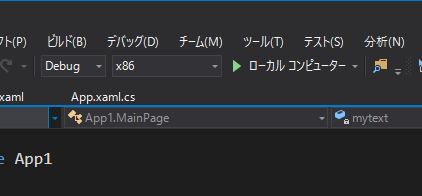 フト(P) ビルド(B) デバッグ(D) チーム(M) ツール(T) テスト(S) 分析(N)
Debug x86 ローカル コンピューター
xaml App.xaml.cs
App1.MainPage mytext
e App1